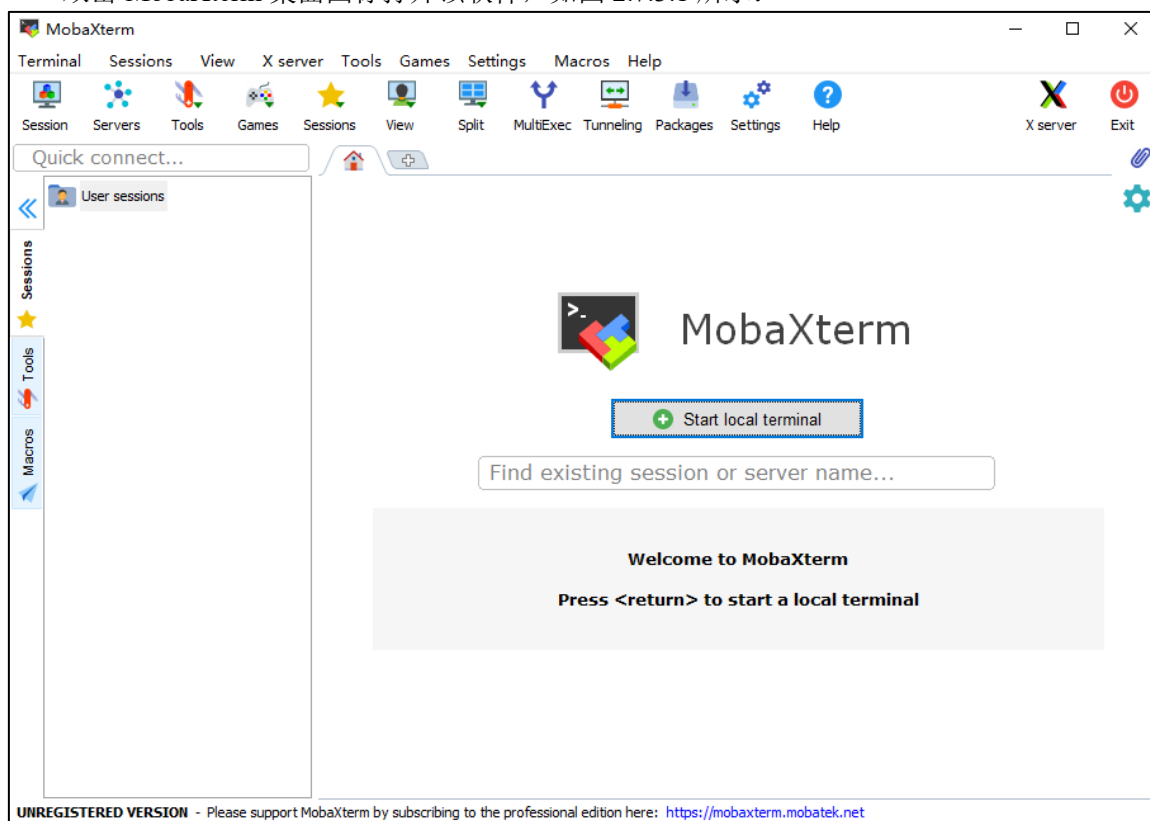 MobaXterm
Terminal Sessions View X server Tools Games Settings Macros Help
Session Servers Tools Games Sessions View Split MultiExec Tunneling Packages Settings Help X server Exit
Quick connect...
User sessions
Sessions
Tools
Macros
>_
MobaXterm
Start local terminal
Find existing session or server name...
Welcome to MobaXterm
Press <return> to start a local terminal
UNREGISTERED VERSION - Please support MobaXterm by subscribing to the professional edition here: https://mobaxterm.mobatek.net